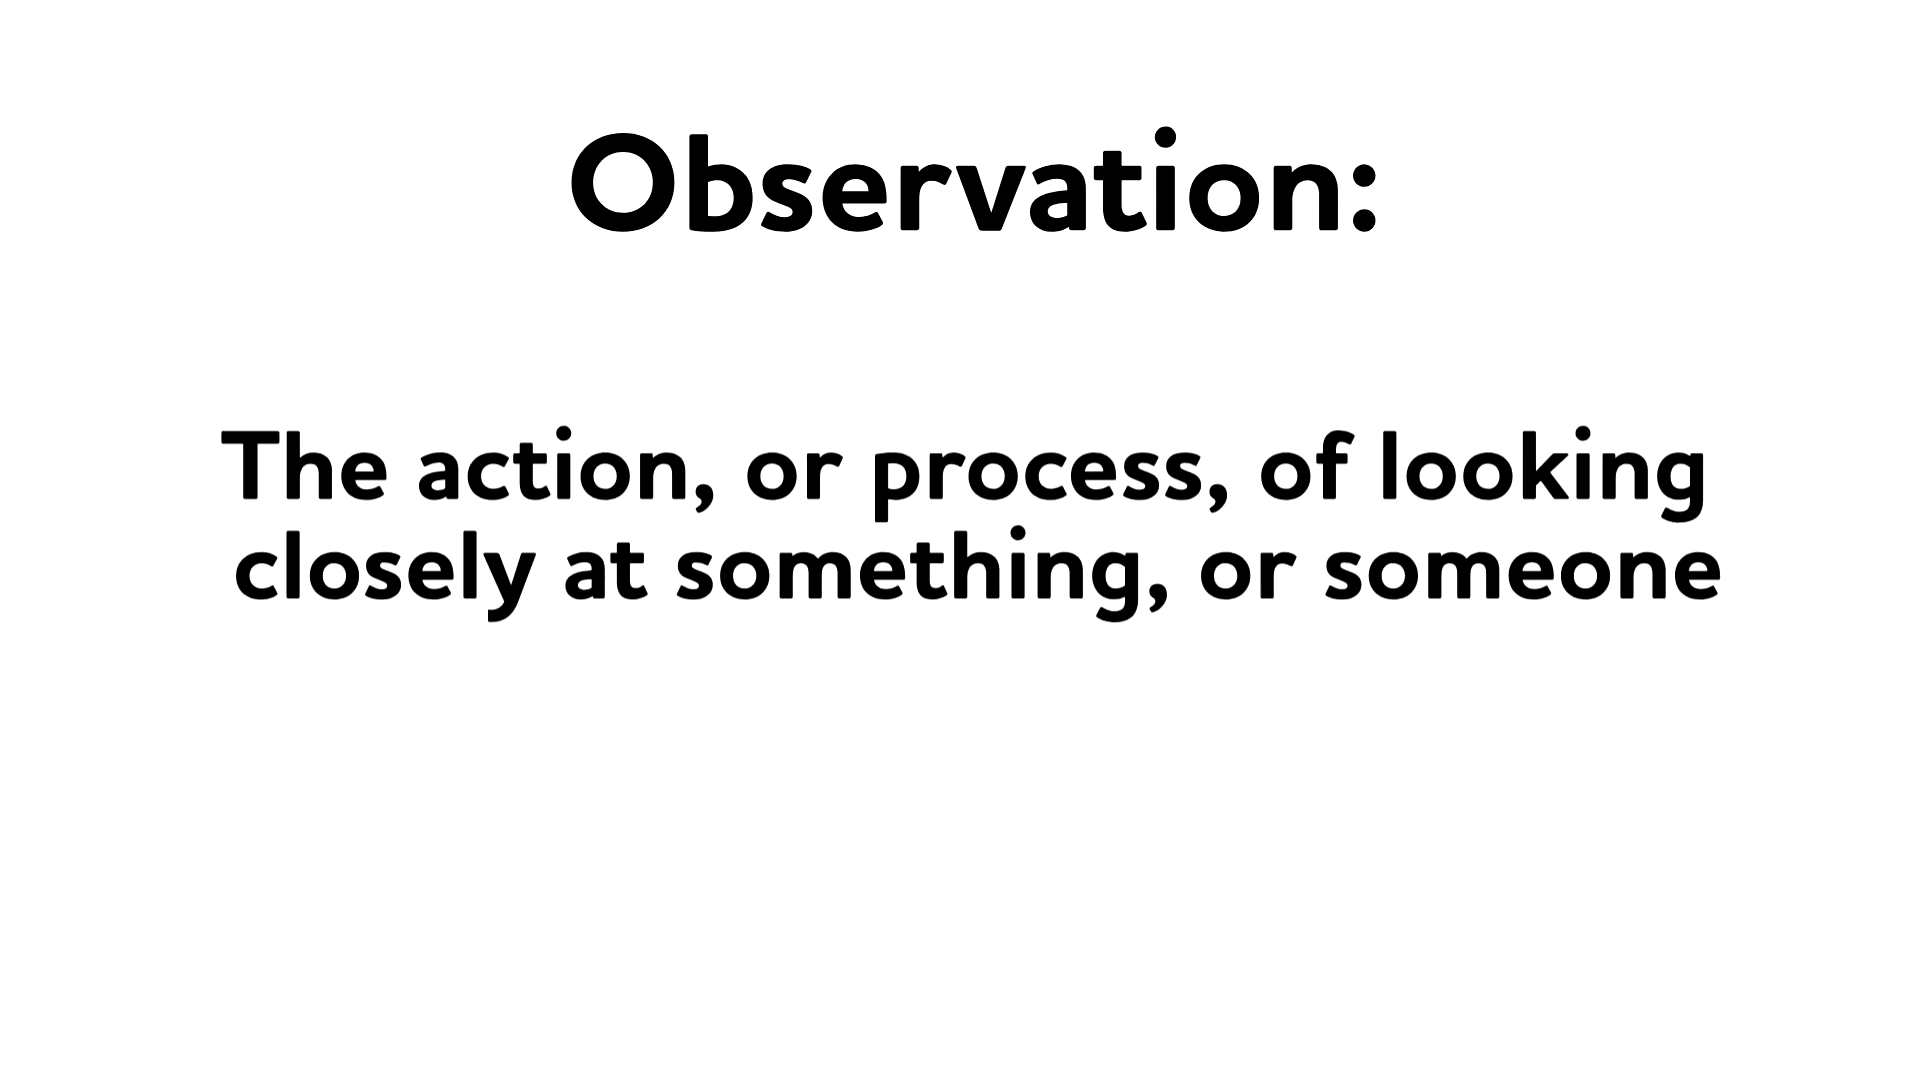 Observation:
The action, or process, of looking
closely at something, or someone